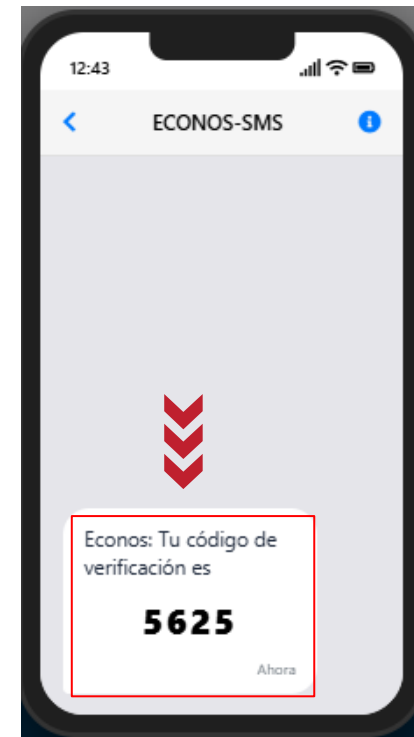 12:43
ECONOS-SMS
Econos: Tu código de
verificación es
5625
Ahora